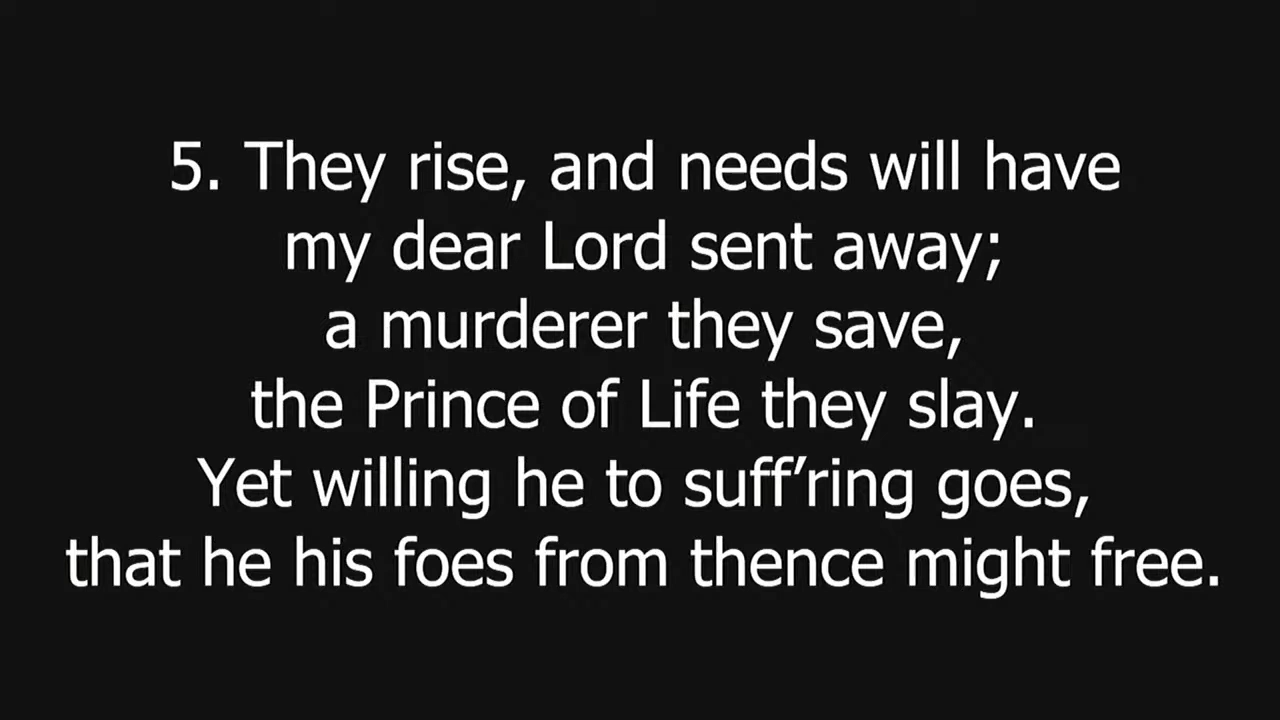 5. They rise, and needs will have
my dear Lord sent away;
a murderer they save,
the Prince of Life they slay.
Yet willing he to suff’ring goes,
that he his foes from thence might free.